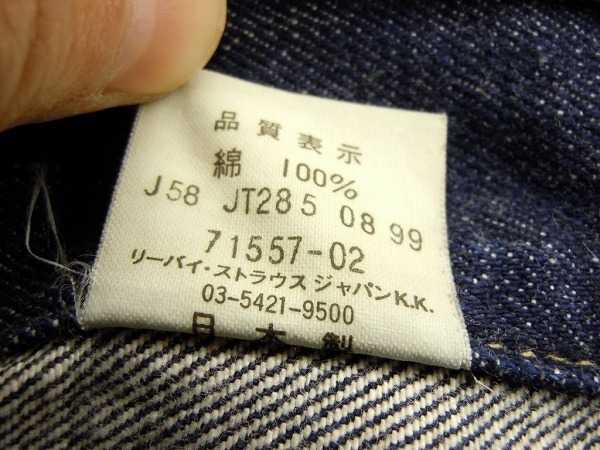 品質表示
綿 100%
J58 JT285 08 99
71557-02
リーバイ・ストラウス ジャパンK.K.
03-5421-9500
日本製